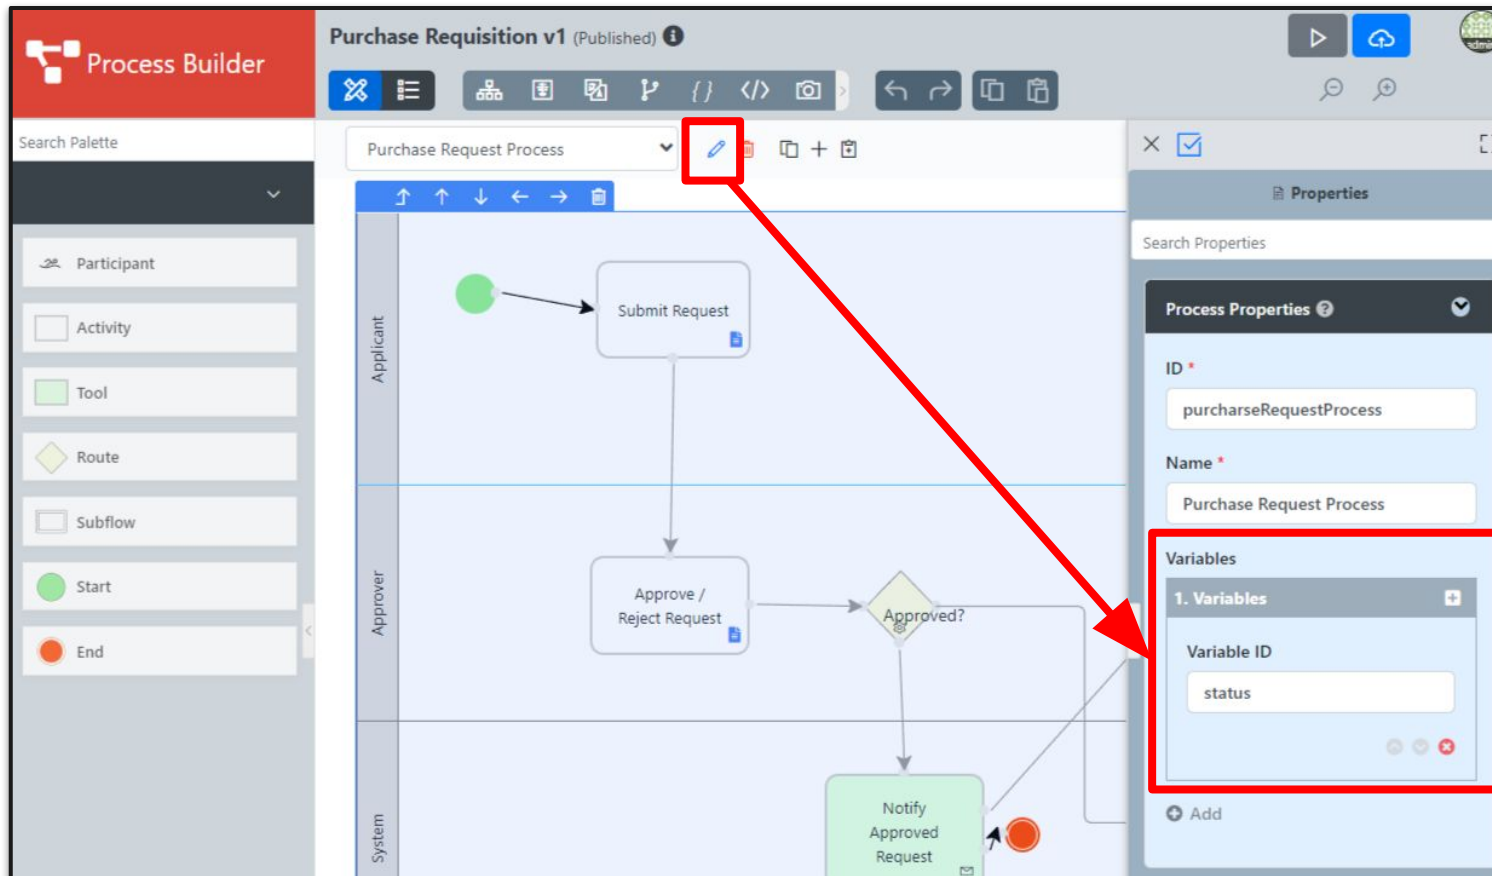 Process Builder
Purchase Requisition v1 (Published)
admin
Search Palette
Participant
Activity
Tool
Route
Subflow
Start
End
Purchase Request Process
Applicant
Submit Request
Approver
Approve /
Reject Request
Approved?
System
Notify
Approved
Request
Properties
Search Properties
Process Properties
ID *
purcharseRequestProcess
Name *
Purchase Request Process
Variables
1. Variables
Variable ID
status
Add